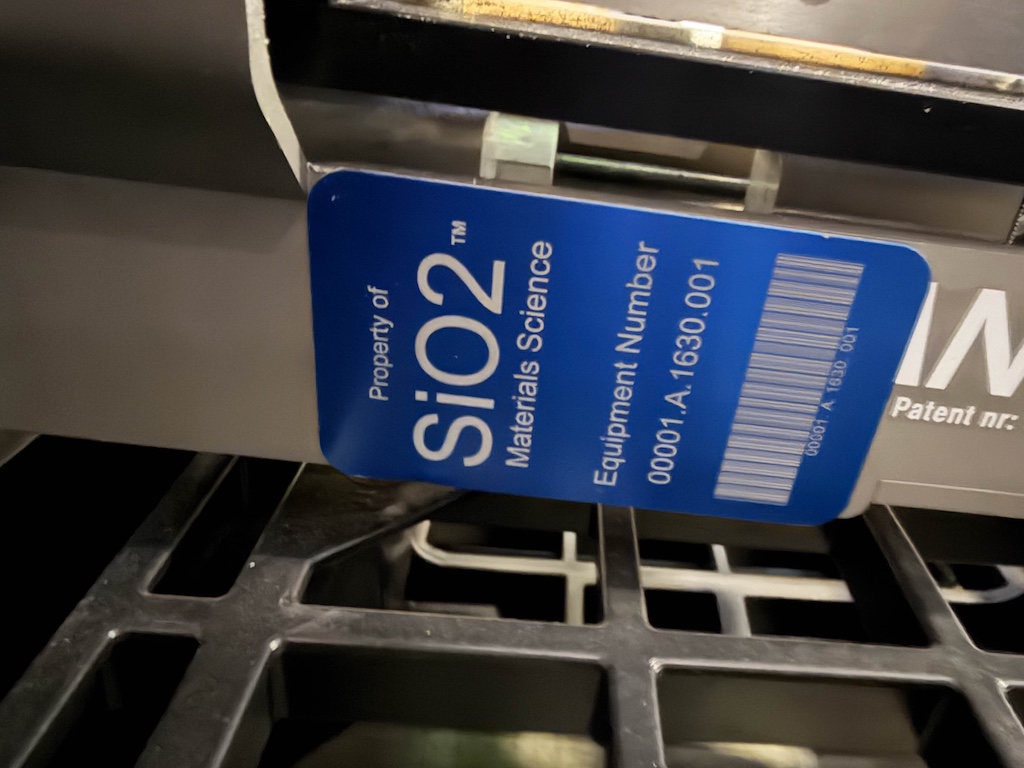 Property of
SiO2™
Materials Science
Equipment Number
00001.A.1630.001
00001 A 1630 001
Patent nr: